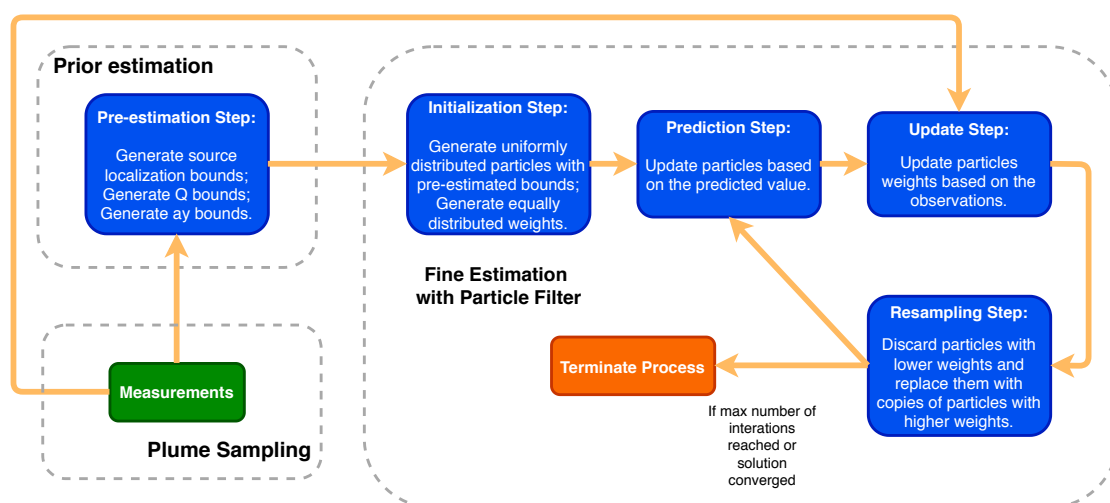 Prior estimation
Pre-estimation Step:
Generate source
localization bounds;
Generate Q bounds;
Generate ay bounds.
Measurements
Plume Sampling
Initialization Step:
Generate uniformly
distributed particles with
pre-estimated bounds;
Generate equally
distributed weights.
Prediction Step:
Update particles based
on the predicted value.
Update Step:
Update particles
weights based on the
observations.
Fine Estimation
with Particle Filter
Resampling Step:
Discard particles with
lower weights and
replace them with
copies of particles with
higher weights.
Terminate Process
If max number of
interations
reached or
solution
converged